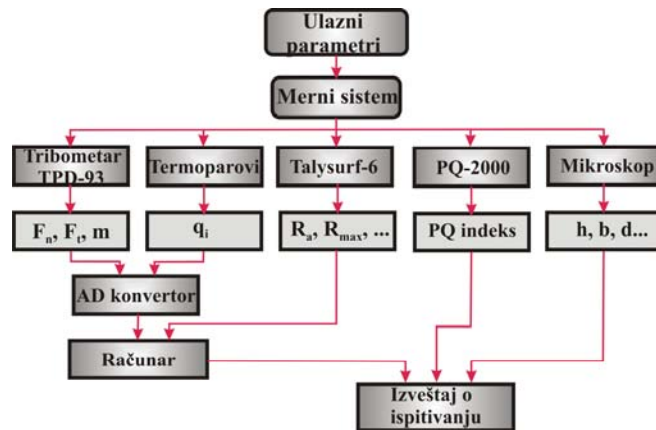 Ulazni
parametri
Merni sistem
Tribometar
TPD-93
Termoparovi
Talysurf-6
PQ-2000
Mikroskop
Fn, Ft, m
qi
Ra, Rmax, ...
PQ indeks
h, b, d...
AD konvertor
Računar
Izveštaj o
ispitivanju